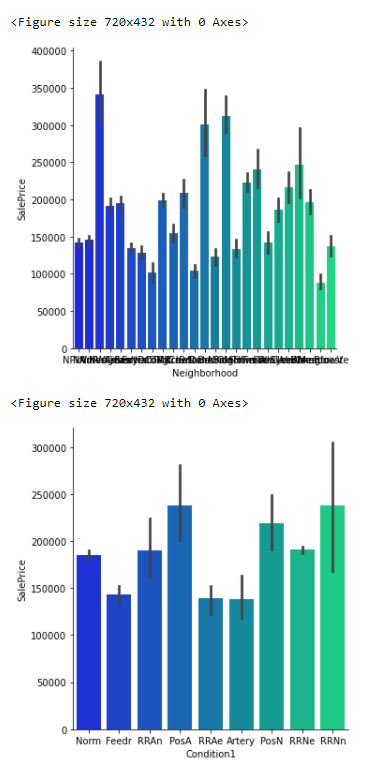 <Figure size 720x432 with 0 Axes>
400000
350000
300000
250000
200000
150000
100000
50000
0
SalePrice
Neighborhood
<Figure size 720x432 with 0 Axes>
300000
250000
200000
150000
100000
50000
0
SalePrice
Norm Feedr RRAn PosA RRAe Artery PosN RRNe RRNn
Condition1